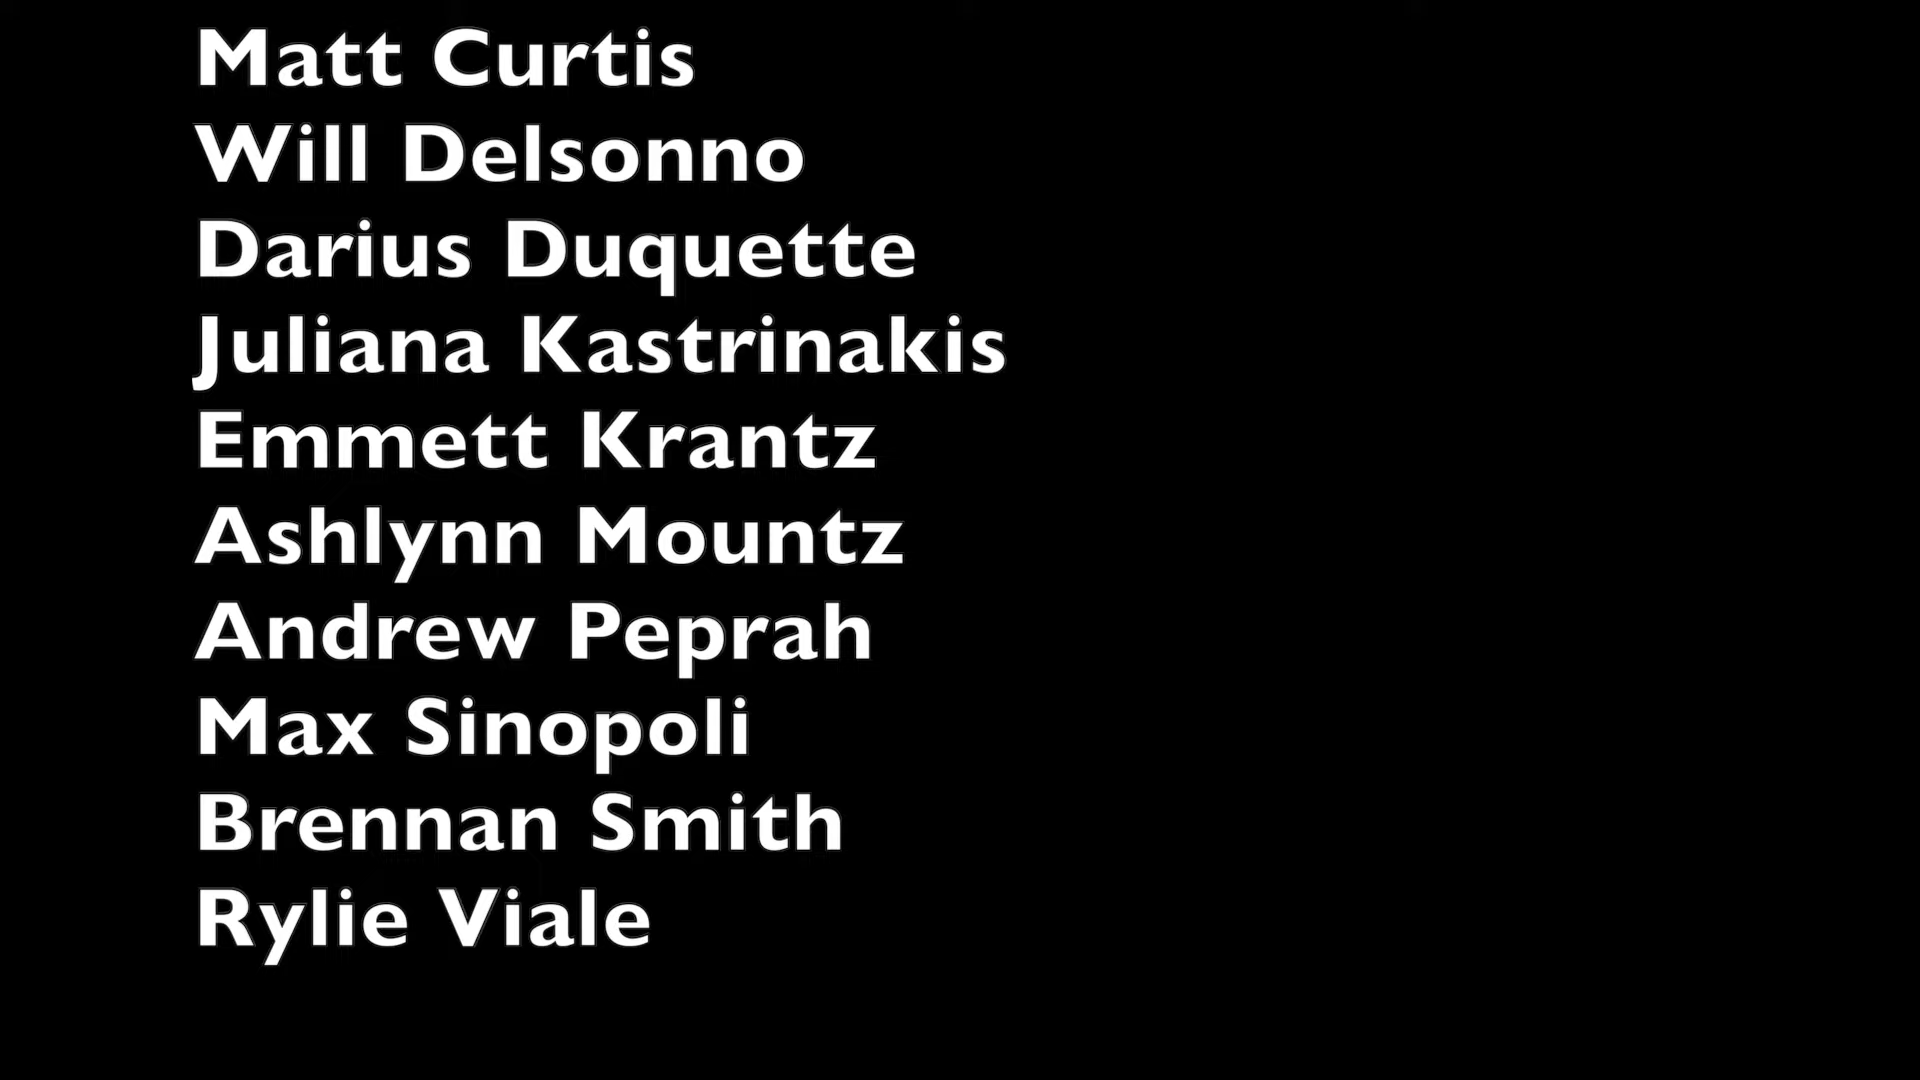 Matt Curtis
Will Delsonno
Darius Duquette
Juliana Kastrinakis
Emmett Krantz
Ashlynn Mountz
Andrew Peprah
Max Sinopoli
Brennan Smith
Rylie Viale